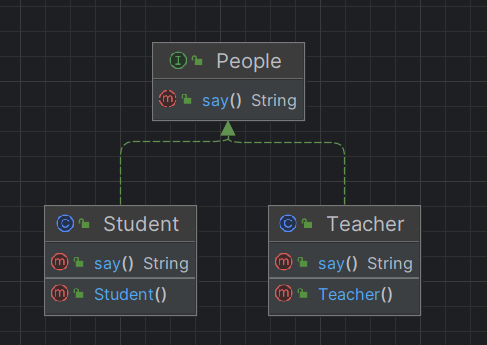 I People
m say() String
C Student
m say() String
m Student()
C Teacher
m say() String
m Teacher()